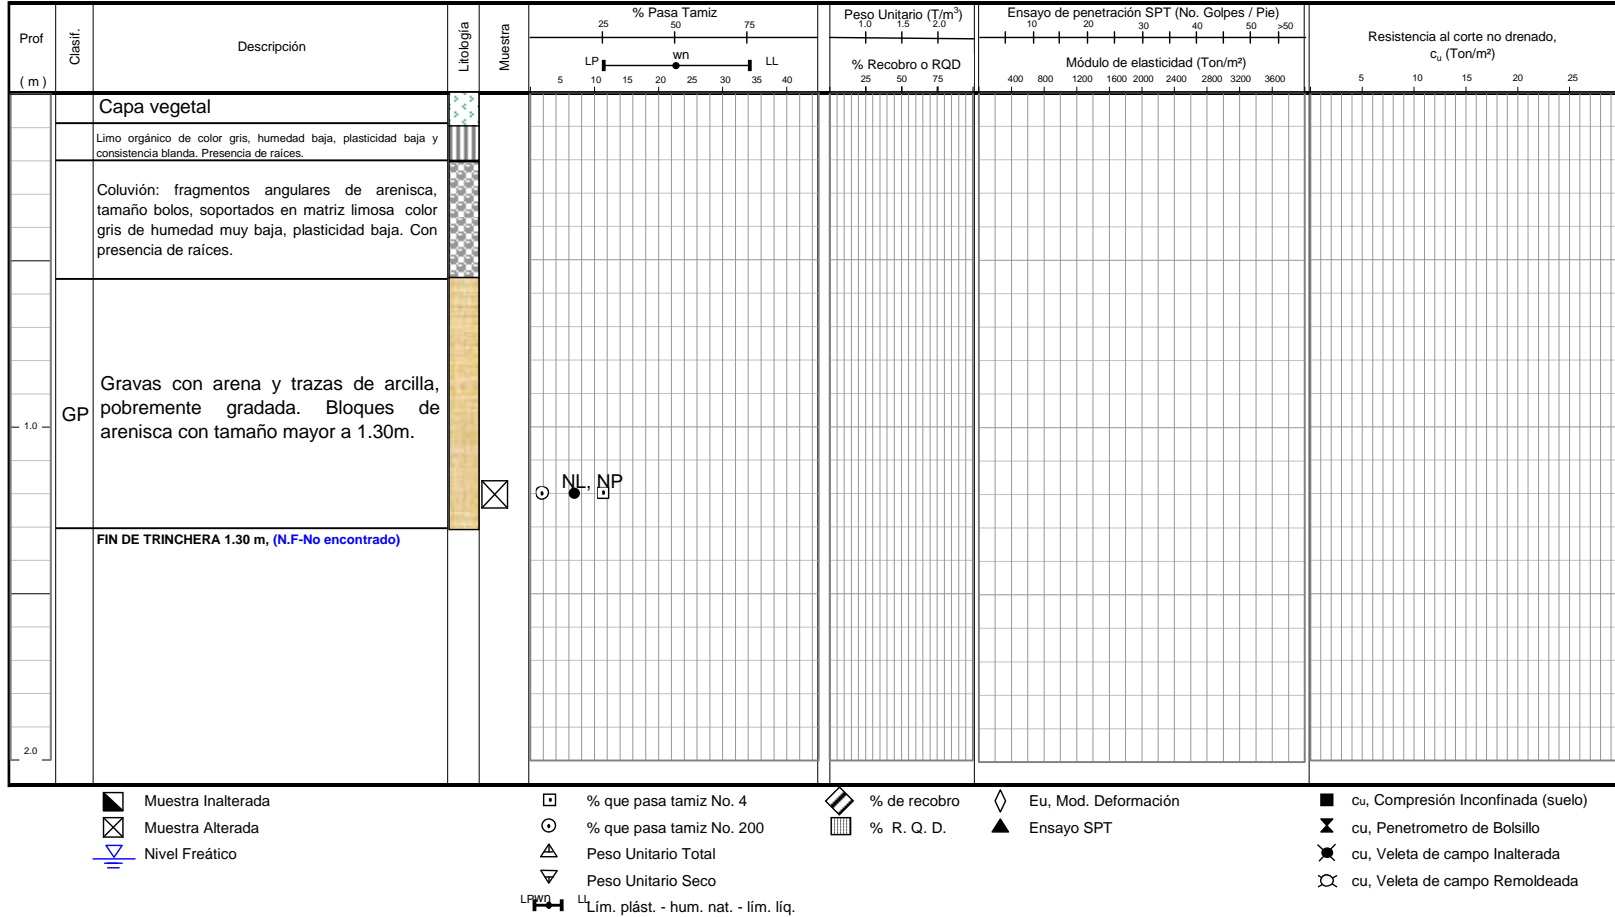 Prof
( m )
Clasif.
Descripción
Litología
Muestra
% Pasa Tamiz
25 50 75
LP wn LL
5 10 15 20 25 30 35 40
Peso Unitario (T/m³)
1.0 1.5 2.0
% Recobro o RQD
25 50 75
Ensayo de penetración SPT (No. Golpes / Pie)
10 20 30 40 50 >50
Módulo de elasticidad (Ton/m²)
400 800 1200 1600 2000 2400 2800 3200 3600
Resistencia al corte no drenado,
cu (Ton/m²)
5 10 15 20 25
Capa vegetal
Limo orgánico de color gris, humedad baja, plasticidad baja y
consistencia blanda. Presencia de raíces.
Coluvión: fragmentos angulares de arenisca,
tamaño bolos, soportados en matriz limosa color
gris de humedad muy baja, plasticidad baja. Con
presencia de raíces.
GP
Gravas con arena y trazas de arcilla,
pobremente gradada. Bloques de
arenisca con tamaño mayor a 1.30m.
1.0
NL, NP
FIN DE TRINCHERA 1.30 m, (N.F-No encontrado)
2.0
Muestra Inalterada
Muestra Alterada
Nivel Freático
% que pasa tamiz No. 4
% que pasa tamiz No. 200
Peso Unitario Total
Peso Unitario Seco
LP wn LL Lím. plást. - hum. nat. - lím. líq.
% de recobro
% R. Q. D.
Eu, Mod. Deformación
Ensayo SPT
cu, Compresión Inconfinada (suelo)
cu, Penetrometro de Bolsillo
cu, Veleta de campo Inalterada
cu, Veleta de campo Remoldeada